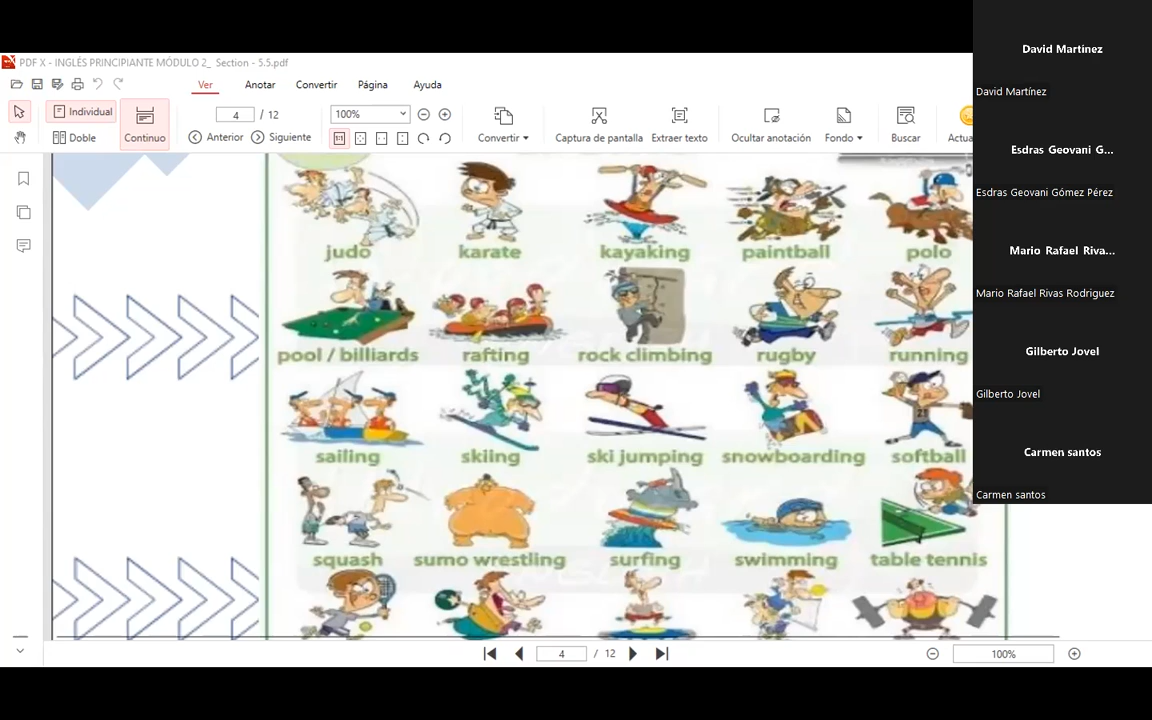 David Martinez
PDF X - INGLÉS PRINCIPIANTE MÓDULO 2_ Section - 5.5.pdf
Ver Anotar Convertir Página Ayuda
David Martínez
Individual 4 / 12 100%
Doble Continuo Anterior Siguiente Convertir Captura de pantalla Extraer texto Ocultar anotación Fondo Buscar Actua
Esdras Geovani G...
Esdras Geovani Gómez Pérez
judo karate kayaking paintball polo
Mario Rafael Riva...
Mario Rafael Rivas Rodriguez
pool / billiards rafting rock climbing rugby running
Gilberto Jovel
Gilberto Jovel
sailing skiing ski jumping snowboarding softball
Carmen santos
Carmen santos
squash sumo wrestling surfing swimming table tennis
4 / 12 100%